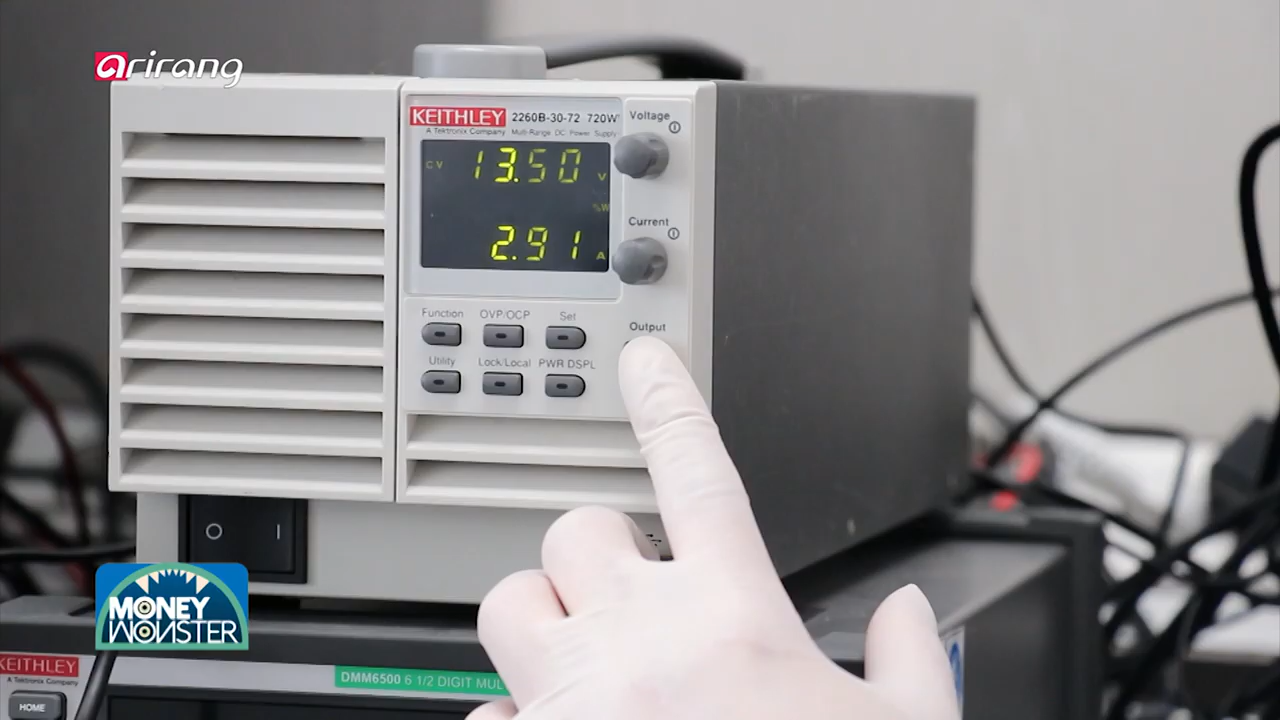 arirang
KEITHLEY 2260B-30-72 720W
A Tektronix Company Multi-Range DC Power Supply
Voltage
CV 13.50 V
%W
Current
2.91 A
Function OVP/OCP Set
Output
Utility Lock/Local PWR DSPL
MONEY
MONSTER
KEITHLEY
A Tektronix Company
DMM6500 6 1/2 DIGIT MUL
HOME